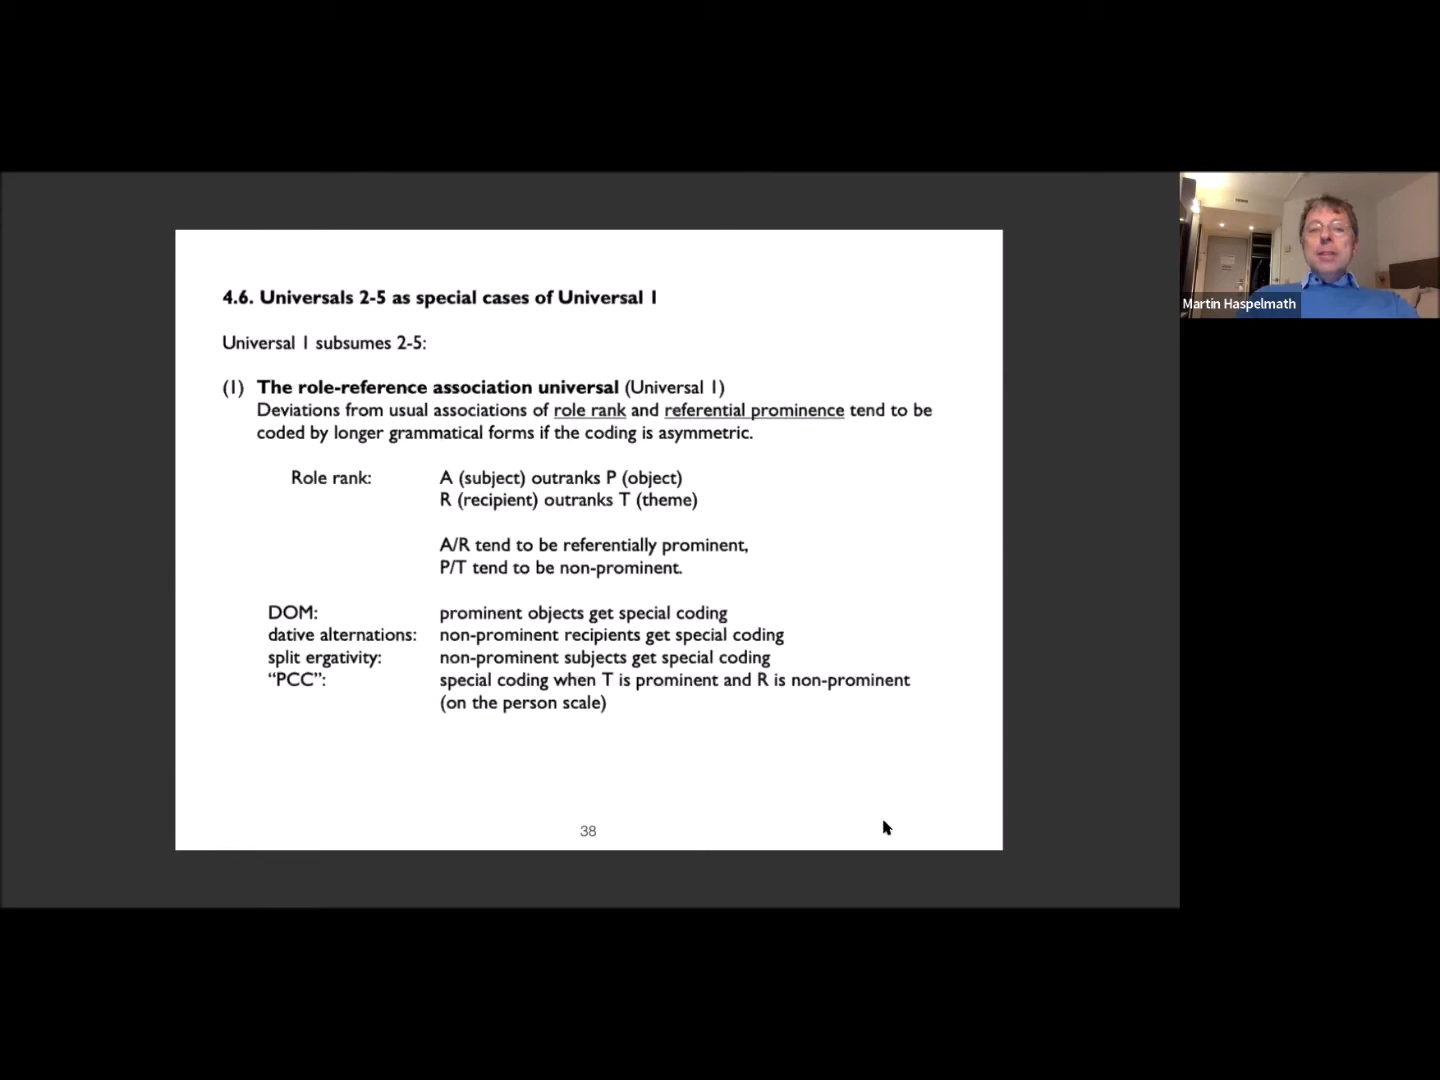 4.6. Universals 2-5 as special cases of Universal 1
Universal 1 subsumes 2-5:
(1) The role-reference association universal (Universal 1)
Deviations from usual associations of role rank and referential prominence tend to be
coded by longer grammatical forms if the coding is asymmetric.
Role rank: A (subject) outranks P (object)
R (recipient) outranks T (theme)
A/R tend to be referentially prominent,
P/T tend to be non-prominent.
DOM: prominent objects get special coding
dative alternations: non-prominent recipients get special coding
split ergativity: non-prominent subjects get special coding
“PCC”: special coding when T is prominent and R is non-prominent
(on the person scale)
38
Martin Haspelmath